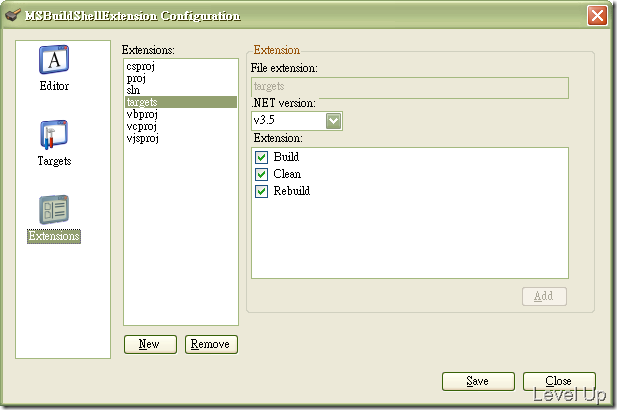 MSBuildShellExtension Configuration
Editor
Targets
Extensions
Extensions:
csproj
proj
sln
targets
vbproj
vcproj
vjsproj
New
Remove
Extension
File extension:
targets
.NET version:
v3.5
Extension:
Build
Clean
Rebuild
Add
Save
Close
Level Up